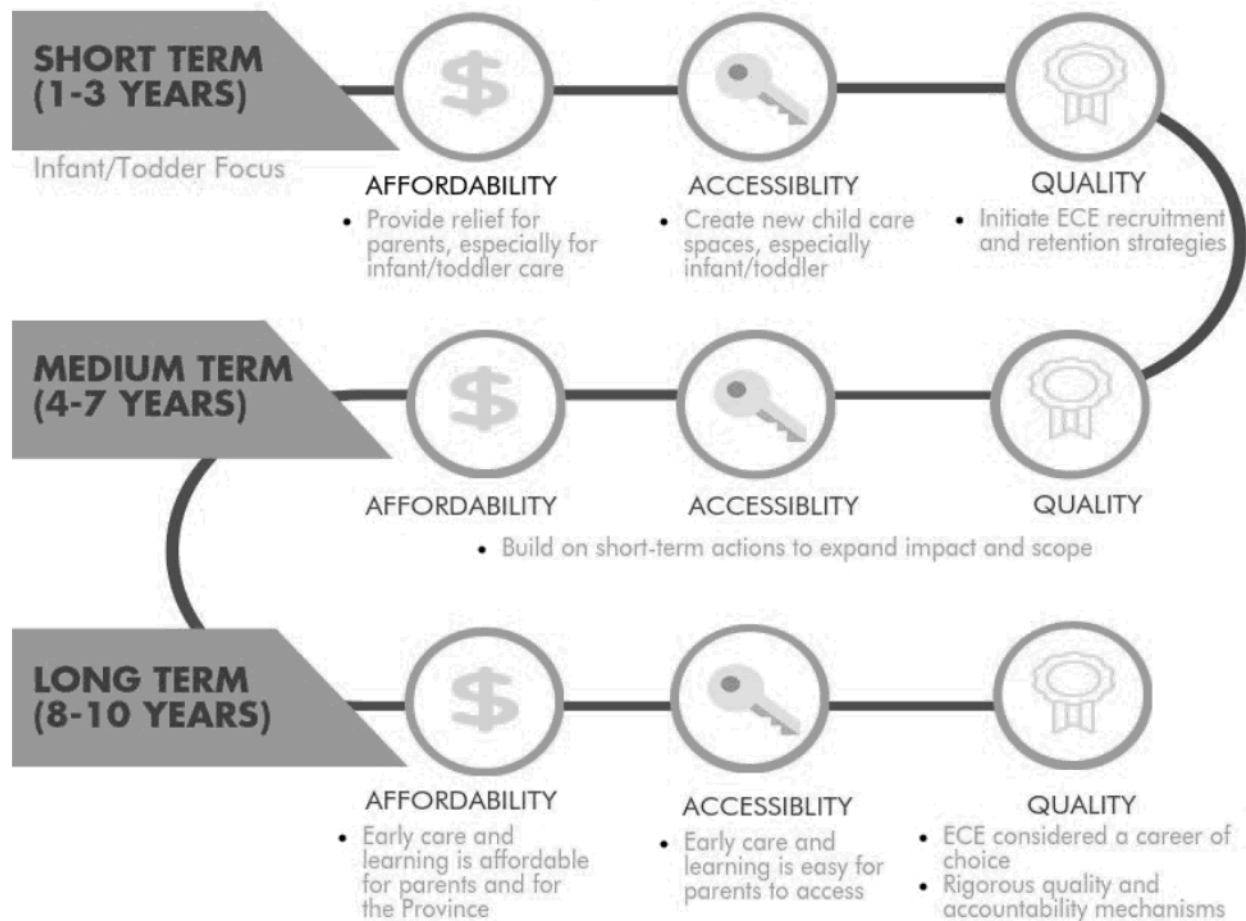 SHORT TERM
(1-3 YEARS)
Infant/Todder Focus
AFFORDABILITY
• Provide relief for
parents, especially for
infant/toddler care
ACCESSIBLITY
• Create new child care
spaces, especially
infant/toddler
QUALITY
• Initiate ECE recruitment
and retention strategies
MEDIUM TERM
(4-7 YEARS)
AFFORDABILITY
ACCESSIBLITY
QUALITY
• Build on short-term actions to expand impact and scope
LONG TERM
(8-10 YEARS)
AFFORDABILITY
• Early care and
learning is affordable
for parents and for
the Province
ACCESSIBLITY
• Early care and
learning is easy for
parents to access
QUALITY
• ECE considered a career of
choice
• Rigorous quality and
accountability mechanisms